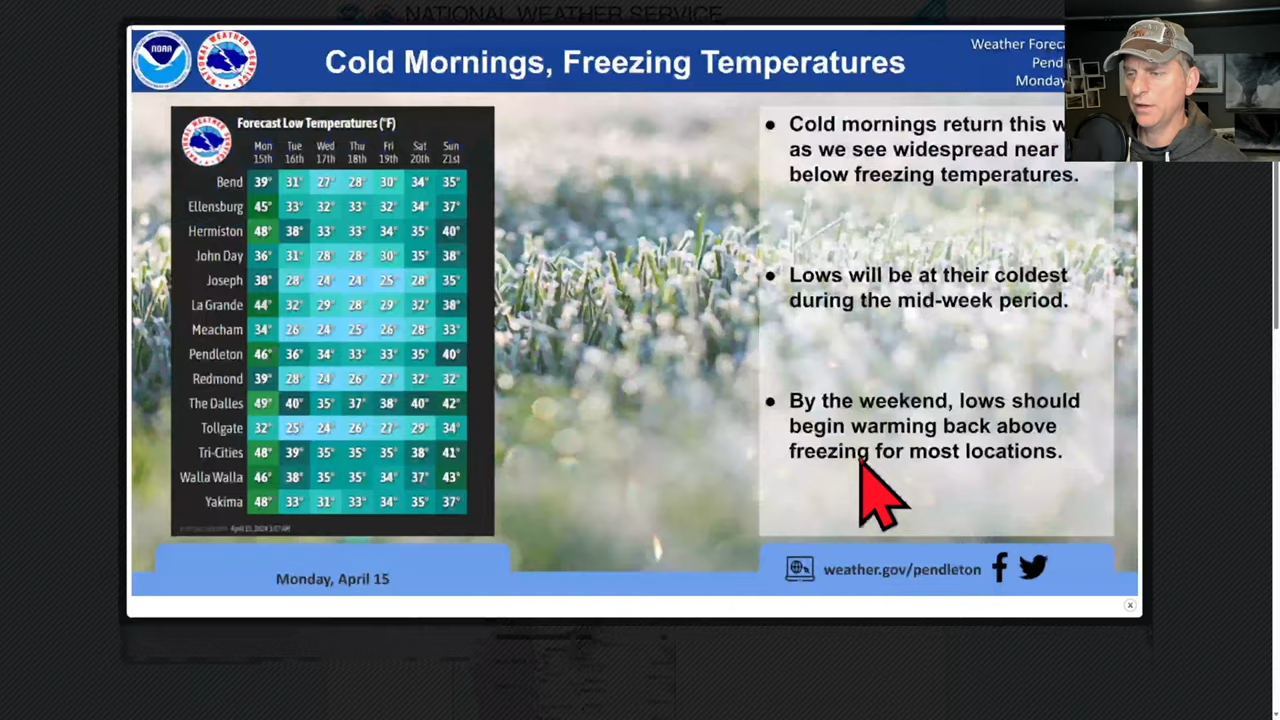 NATIONAL WEATHER SERVICE
NOAA
Cold Mornings, Freezing Temperatures
Weather Foreca
Pend
Monday
Forecast Low Temperatures (°F)
Mon Tue Wed Thu Fri Sat Sun
15th 16th 17th 18th 19th 20th 21st
Bend 39° 31° 27° 28° 30° 34° 35°
Ellensburg 45° 33° 32° 33° 32° 34° 37°
Hermiston 48° 38° 33° 33° 34° 35° 40°
John Day 36° 31° 28° 28° 30° 35° 38°
Joseph 38° 28° 24° 24° 25° 28° 35°
La Grande 44° 32° 29° 28° 29° 32° 38°
Meacham 34° 26° 24° 25° 26° 28° 33°
Pendleton 46° 36° 34° 33° 33° 35° 40°
Redmond 39° 28° 24° 26° 27° 32° 32°
The Dalles 49° 40° 35° 37° 38° 40° 42°
Tollgate 32° 25° 24° 26° 27° 29° 34°
Tri-Cities 48° 39° 35° 35° 35° 38° 41°
Walla Walla 46° 38° 35° 35° 34° 37° 43°
Yakima 48° 33° 31° 33° 34° 35° 37°
Monday, April 15
• Cold mornings return this w
as we see widespread near
below freezing temperatures.
• Lows will be at their coldest
during the mid-week period.
• By the weekend, lows should
begin warming back above
freezing for most locations.
weather.gov/pendleton
x